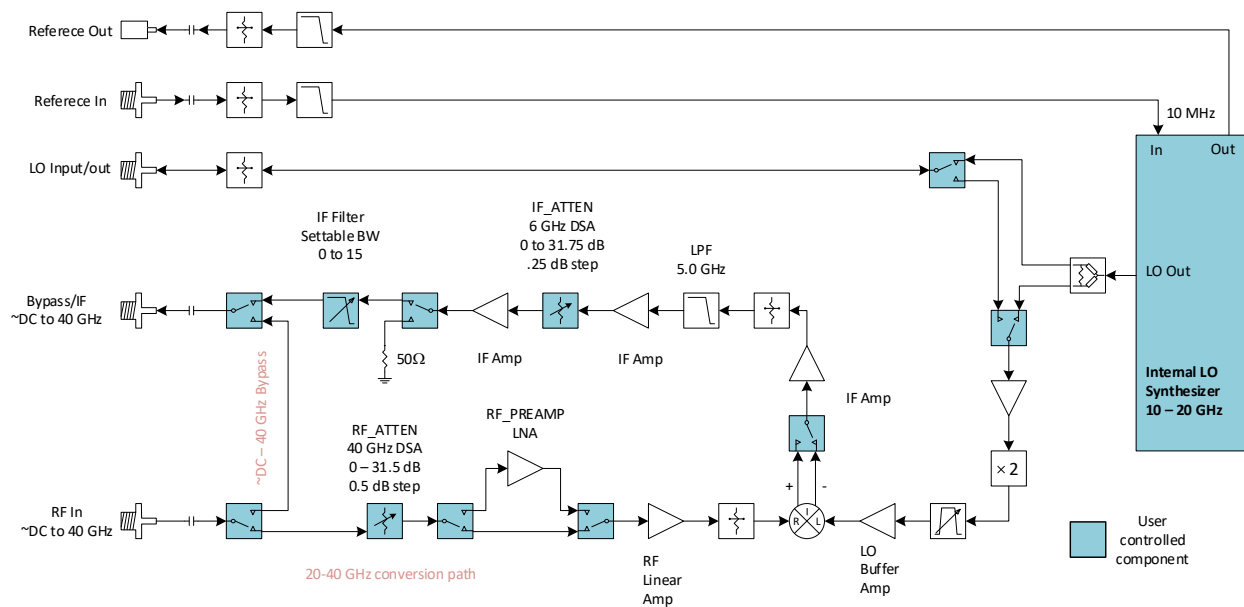 Referece Out
Referece In
10 MHz
LO Input/out
In
Out
IF_ATTEN
6 GHz DSA
0 to 31.75 dB
.25 dB step
IF Filter
Settable BW
0 to 15
LPF
5.0 GHz
LO Out
Bypass/IF
~DC to 40 GHz
50Ω
IF Amp
IF Amp
IF Amp
Internal LO
Synthesizer
10 – 20 GHz
~DC – 40 GHz Bypass
RF_ATTEN
40 GHz DSA
0 – 31.5 dB
0.5 dB step
RF_PREAMP
LNA
× 2
+
-
RF In
~DC to 40 GHz
I
R
L
User
controlled
component
20-40 GHz conversion path
RF
Linear
Amp
LO
Buffer
Amp